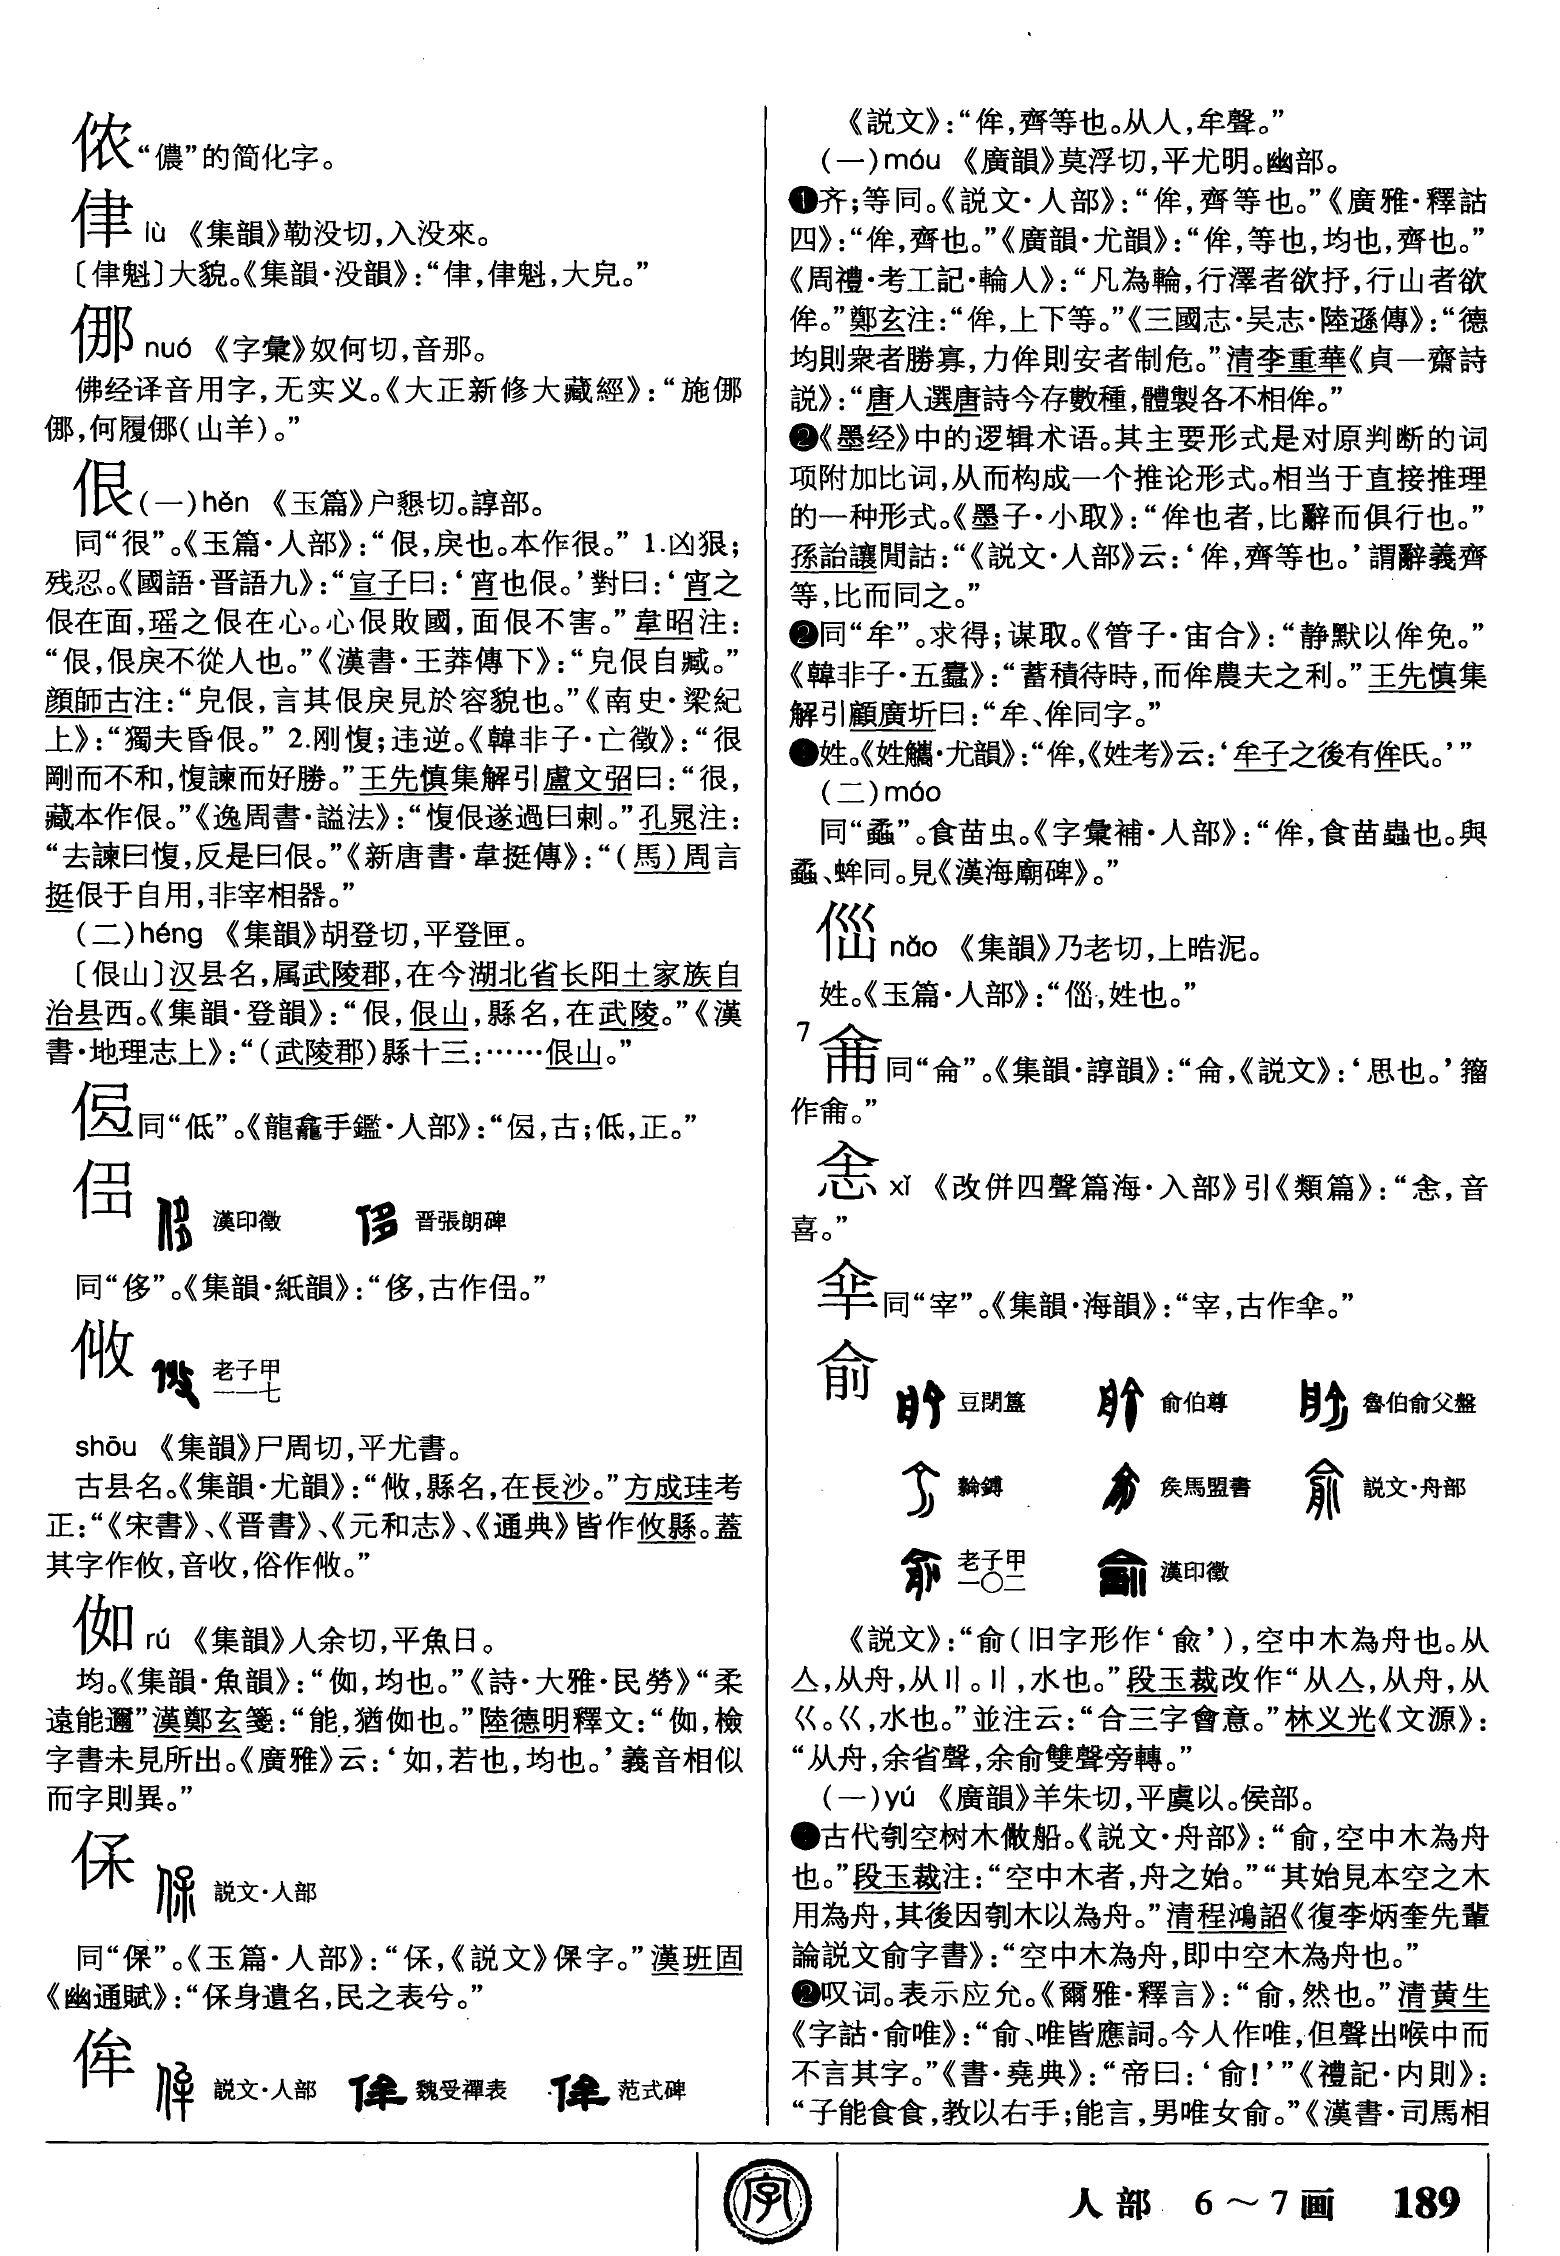 侬“儂”的简化字。
侓 lù 《集韻》勒没切，入没來。
〔侓魁〕大貌。《集韻·没韻》：“侓，侓魁，大皃。”
㑚 nuó 《字彙》奴何切，音那。
佛经译音用字，无实义。《大正新修大藏經》：“施㑚
㑚，何履㑚（山羊）。”
佷（一）hěn 《玉篇》户懇切。諄部。
同“很”。《玉篇·人部》：“佷，戾也。本作很。” 1.凶狠；
残忍。《國語·晋語九》：“宣子曰：‘宵也佷。’對曰：‘宵之
佷在面，瑶之佷在心。心佷敗國，面佷不害。”韋昭注：
“佷，佷戾不從人也。”《漢書·王莽傳下》：“皃佷自臧。”
顔師古注：“皃佷，言其佷戾見於容貌也。”《南史·梁紀
上》：“獨夫昏佷。” 2.刚愎；违逆。《韓非子·亡徵》：“很
剛而不和，愎諫而好勝。”王先慎集解引盧文弨曰：“很，
藏本作佷。”《逸周書·謚法》：“愎佷遂過曰刺。”孔晁注：
“去諫曰愎，反是曰佷。”《新唐書·韋挺傳》：“（馬）周言
挺佷于自用，非宰相器。”
（二）héng 《集韻》胡登切，平登匣。
〔佷山〕汉县名，属武陵郡，在今湖北省长阳土家族自
治县西。《集韻·登韻》：“佷，佷山，縣名，在武陵。”《漢
書·地理志上》：“（武陵郡）縣十三：……佷山。”
同“低”。《龍龕手鑑·人部》：“，古；低，正。”
漢印徵 晋張朗碑
同“侈”。《集韻·紙韻》：“侈，古作。”
老子甲
一一七
shōu 《集韻》尸周切，平尤書。
古县名。《集韻·尤韻》：“，縣名，在長沙。”方成珪考
正：“《宋書》、《晋書》、《元和志》、《通典》皆作攸縣。蓋
其字作攸，音收，俗作。”
侞 rú 《集韻》人余切，平魚日。
均。《集韻·魚韻》：“侞，均也。”《詩·大雅·民勞》“柔
遠能邇”漢鄭玄箋：“能，猶侞也。”陸德明釋文：“侞，檢
字書未見所出。《廣雅》云：‘如，若也，均也。’義音相似
而字則異。”
㑉 説文·人部
同“保”。《玉篇·人部》：“㑉，《説文》保字。”漢班固
《幽通賦》：“㑉身遺名，民之表兮。”
侔 説文·人部 魏受禪表 范式碑
《説文》：“侔，齊等也。从人，牟聲。”
（一）móu 《廣韻》莫浮切，平尤明。幽部。
❶齐；等同。《説文·人部》：“侔，齊等也。”《廣雅·釋詁
四》：“侔，齊也。”《廣韻·尤韻》：“侔，等也，均也，齊也。”
《周禮·考工記·輪人》：“凡為輪，行澤者欲抒，行山者欲
侔。”鄭玄注：“侔，上下等。”《三國志·吴志·陸遜傳》：“德
均則衆者勝寡，力侔則安者制危。”清李重華《貞一齋詩
説》：“唐人選唐詩今存數種，體製各不相侔。”
❷《墨经》中的逻辑术语。其主要形式是对原判断的词
项附加比词，从而构成一个推论形式。相当于直接推理
的一种形式。《墨子·小取》：“侔也者，比辭而俱行也。”
孫詒讓閒詁：“《説文·人部》云：‘侔，齊等也。’謂辭義齊
等，比而同之。”
❷同“牟”。求得；谋取。《管子·宙合》：“静默以侔免。”
《韓非子·五蠹》：“蓄積待時，而侔農夫之利。”王先慎集
解引顧廣圻曰：“牟、侔同字。”
姓。《姓觿·尤韻》：“侔，《姓考》云：‘牟子之後有侔氏。’”
（二）máo
同“蟊”。食苗虫。《字彙補·人部》：“侔，食苗蟲也。與
蟊、蛑同。見《漢海廟碑》。”
㑎 nǎo 《集韻》乃老切，上晧泥。
姓。《玉篇·人部》：“㑎，姓也。”
7 同“侖”。《集韻·諄韻》：“侖，《説文》：‘思也。’籀
作。”
xǐ 《改併四聲篇海·入部》引《類篇》：“，音
喜。”
同“宰”。《集韻·海韻》：“宰，古作。”
俞 豆閉簋 俞伯尊 魯伯俞父盤
鎛 矦馬盟書 説文·舟部
老子甲
一〇二 漢印徵
《説文》：“俞（旧字形作‘兪’），空中木為舟也。从
亼，从舟，从〢。〢，水也。”段玉裁改作“从亼，从舟，从
巜。巜，水也。”並注云：“合三字會意。”林义光《文源》：
“从舟，余省聲，余俞雙聲旁轉。”
（一）yú 《廣韻》羊朱切，平虞以。侯部。
古代刳空树木做船。《説文·舟部》：“俞，空中木為舟
也。”段玉裁注：“空中木者，舟之始。”“其始見本空之木
用為舟，其後因刳木以為舟。”清程鴻詔《復李炳奎先輩
論説文俞字書》：“空中木為舟，即中空木為舟也。”
❷叹词。表示应允。《爾雅·釋言》：“俞，然也。”清黄生
《字詁·俞唯》：“俞、唯皆應詞。今人作唯，但聲出喉中而
不言其字。”《書·堯典》：“帝曰：‘俞！’”《禮記·内則》：
“子能食食，教以右手；能言，男唯女俞。”《漢書·司馬相
字
人部 6～7画 189